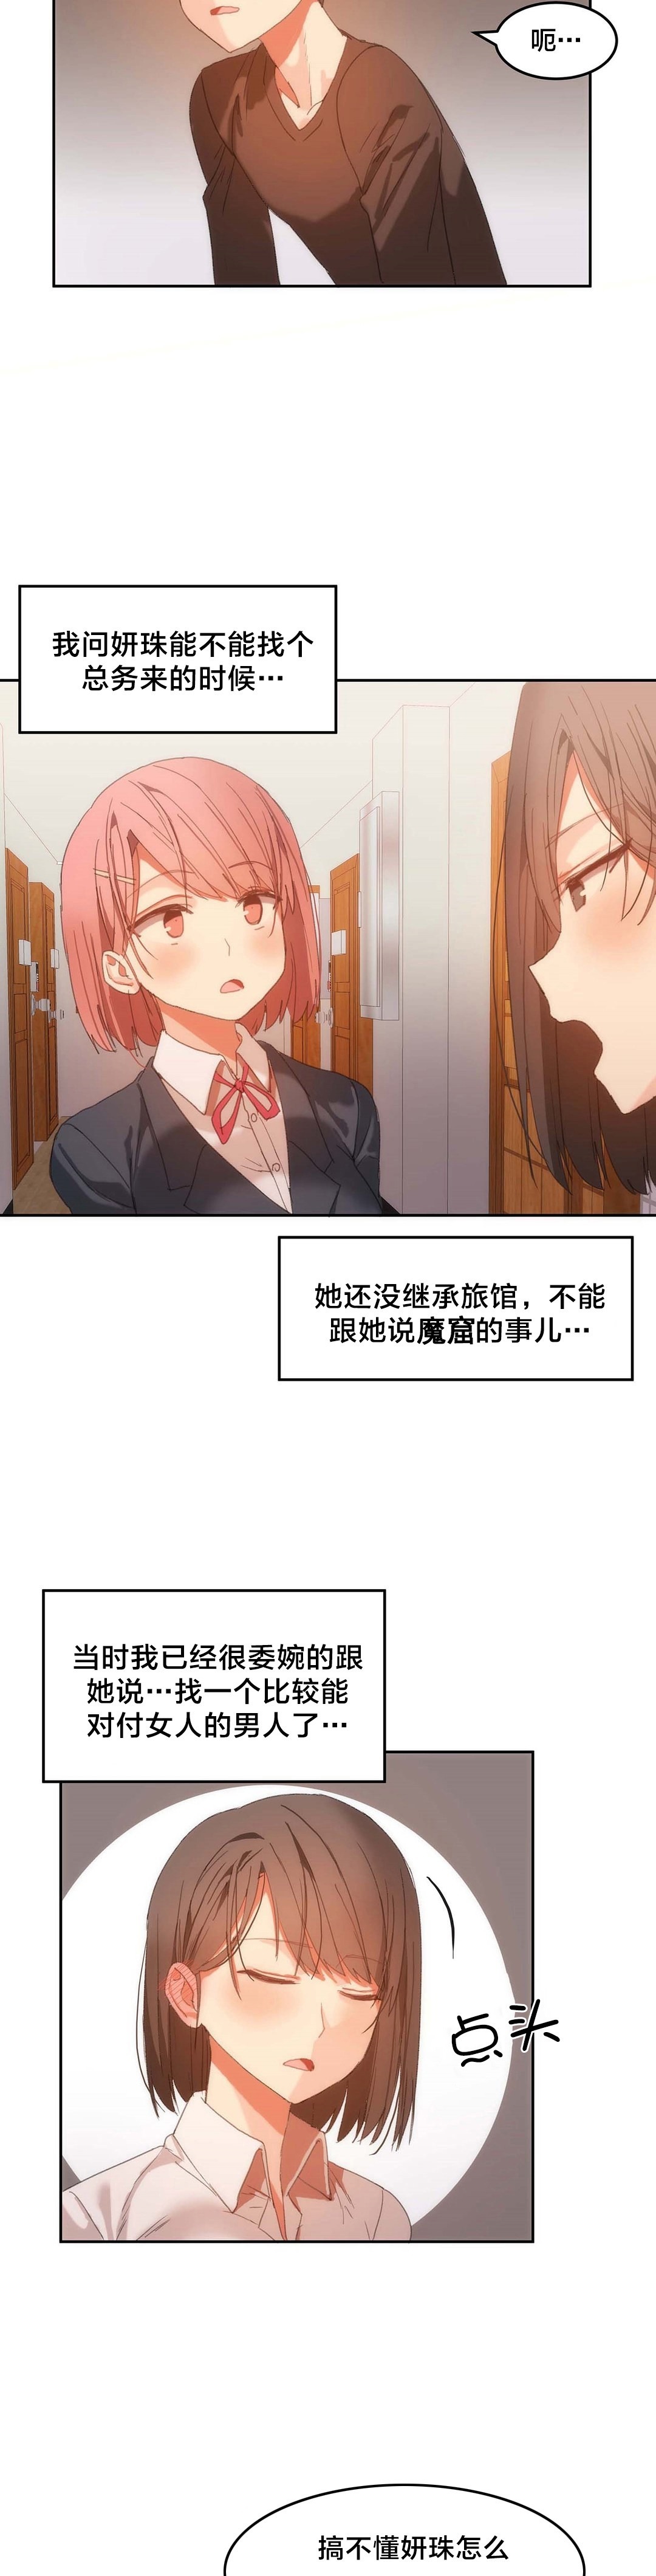 呃…
我问妍珠能不能找个
总务来的时候…
她还没继承旅馆，不能
跟她说魔窟的事儿…
当时我已经很委婉的跟
她说…找一个比较能
对付女人的男人了…
点头
搞不懂妍珠怎么